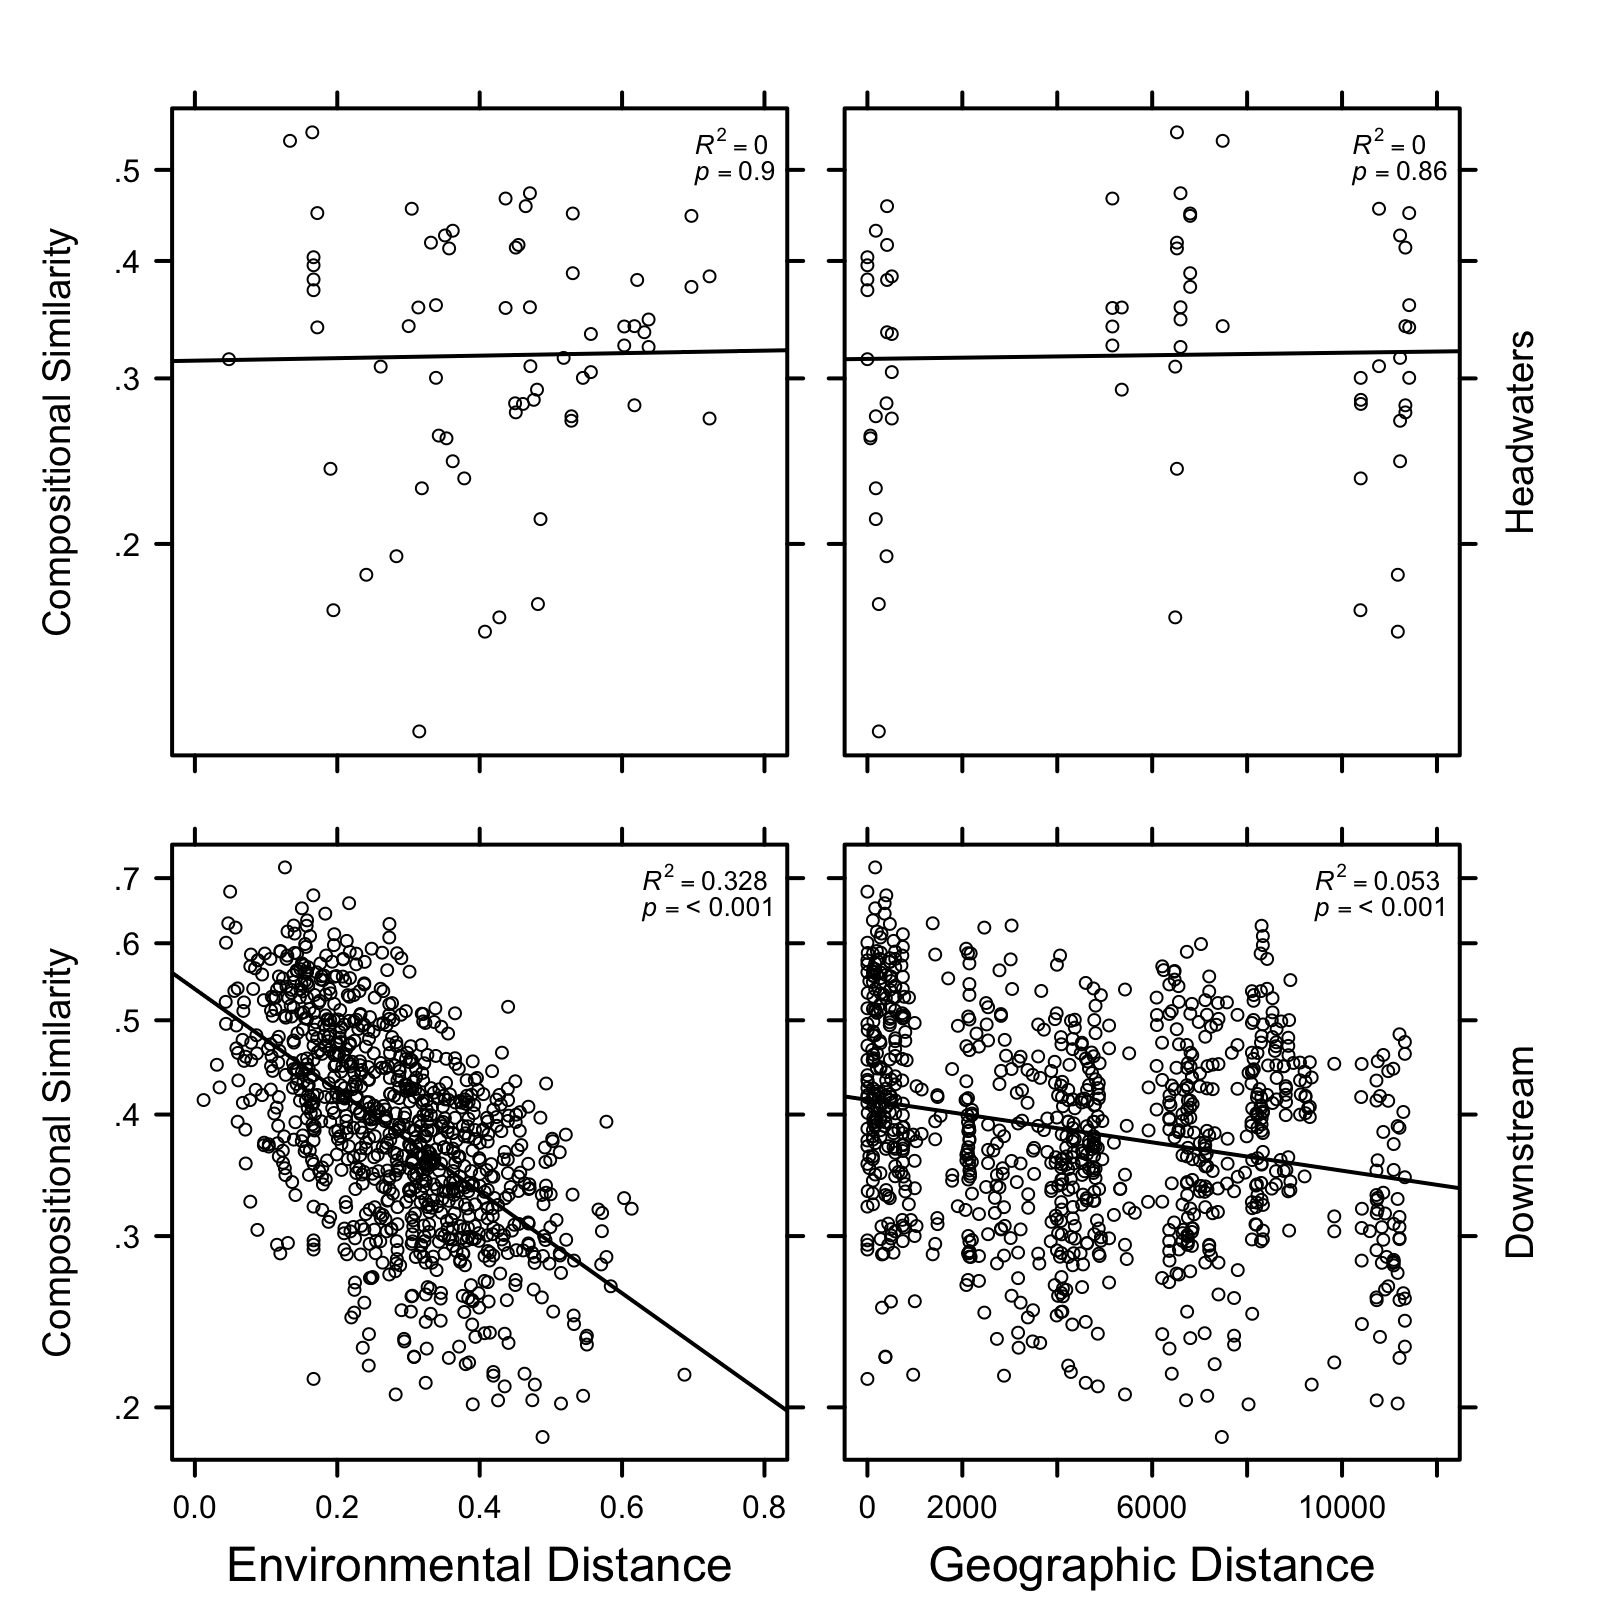 R² = 0
p = 0.9
R² = 0
p = 0.86
.5
.4
.3
.2
Compositional Similarity
Headwaters
R² = 0.328
p = < 0.001
R² = 0.053
p = < 0.001
.7
.6
.5
.4
.3
.2
Compositional Similarity
Downstream
0.0 0.2 0.4 0.6 0.8
0 2000 6000 10000
Environmental Distance
Geographic Distance